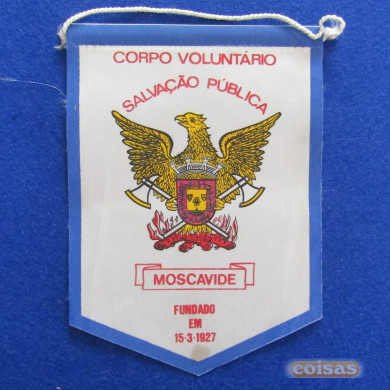 CORPO VOLUNTÁRIO
SALVAÇÃO PÚBLICA
MOSCAVIDE
FUNDADO
EM
15-3-1927
coisas